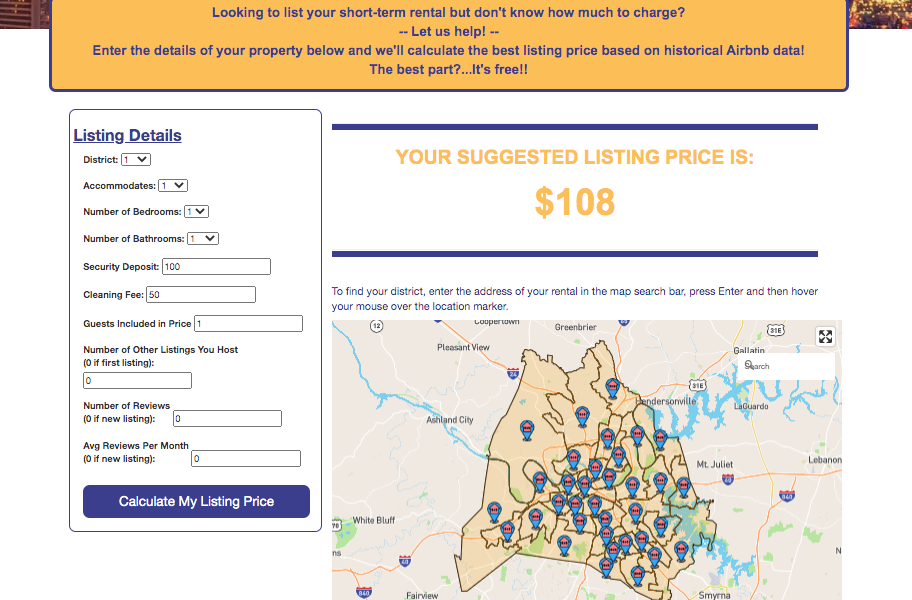 Looking to list your short-term rental but don't know how much to charge?
-- Let us help! --
Enter the details of your property below and we'll calculate the best listing price based on historical Airbnb data!
The best part?...It's free!!
Listing Details
District: 1
Accommodates: 1
Number of Bedrooms: 1
Number of Bathrooms: 1
Security Deposit: 100
Cleaning Fee: 50
Guests Included in Price 1
Number of Other Listings You Host
(0 if first listing):
0
Number of Reviews
(0 if new listing): 0
Avg Reviews Per Month
(0 if new listing): 0
Calculate My Listing Price
YOUR SUGGESTED LISTING PRICE IS:
$108
To find your district, enter the address of your rental in the map search bar, press Enter and then hover
your mouse over the location marker.
12
Coopertown
Greenbrier
31E
Pleasant View
Gallatin
Search
24
31E
Hendersonville
LaGuardo
Ashland City
Mt. Juliet
Lebanon
40
840
White Bluff
70
ns
40
N
840
Fairview
Smyrna